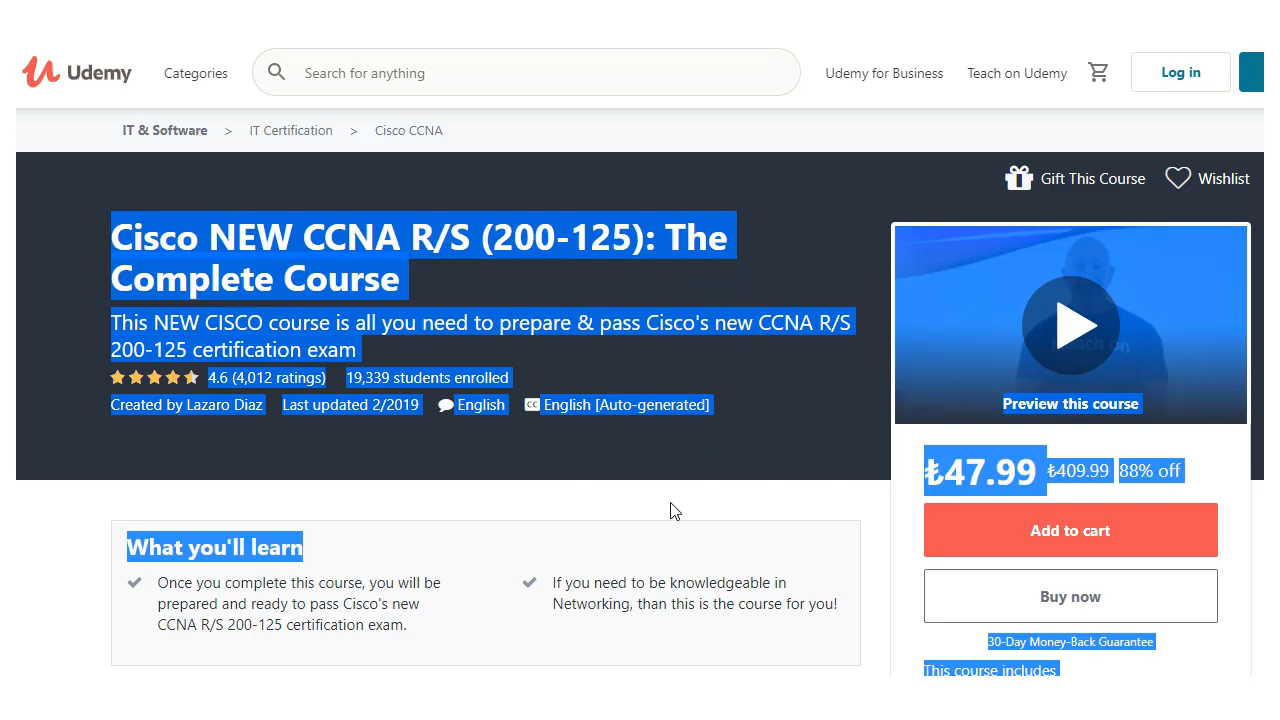 Udemy
Categories
Search for anything
Udemy for Business
Teach on Udemy
Log in
IT & Software > IT Certification > Cisco CCNA
Gift This Course
Wishlist
Cisco NEW CCNA R/S (200-125): The
Complete Course
This NEW CISCO course is all you need to prepare & pass Cisco's new CCNA R/S
200-125 certification exam
4.6 (4,012 ratings) 19,339 students enrolled
Created by Lazaro Diaz Last updated 2/2019 English CC English [Auto-generated]
Preview this course
₺47.99 ₺409.99 88% off
Add to cart
Buy now
30-Day Money-Back Guarantee
This course includes
What you'll learn
Once you complete this course, you will be
prepared and ready to pass Cisco's new
CCNA R/S 200-125 certification exam.
If you need to be knowledgeable in
Networking, than this is the course for you!